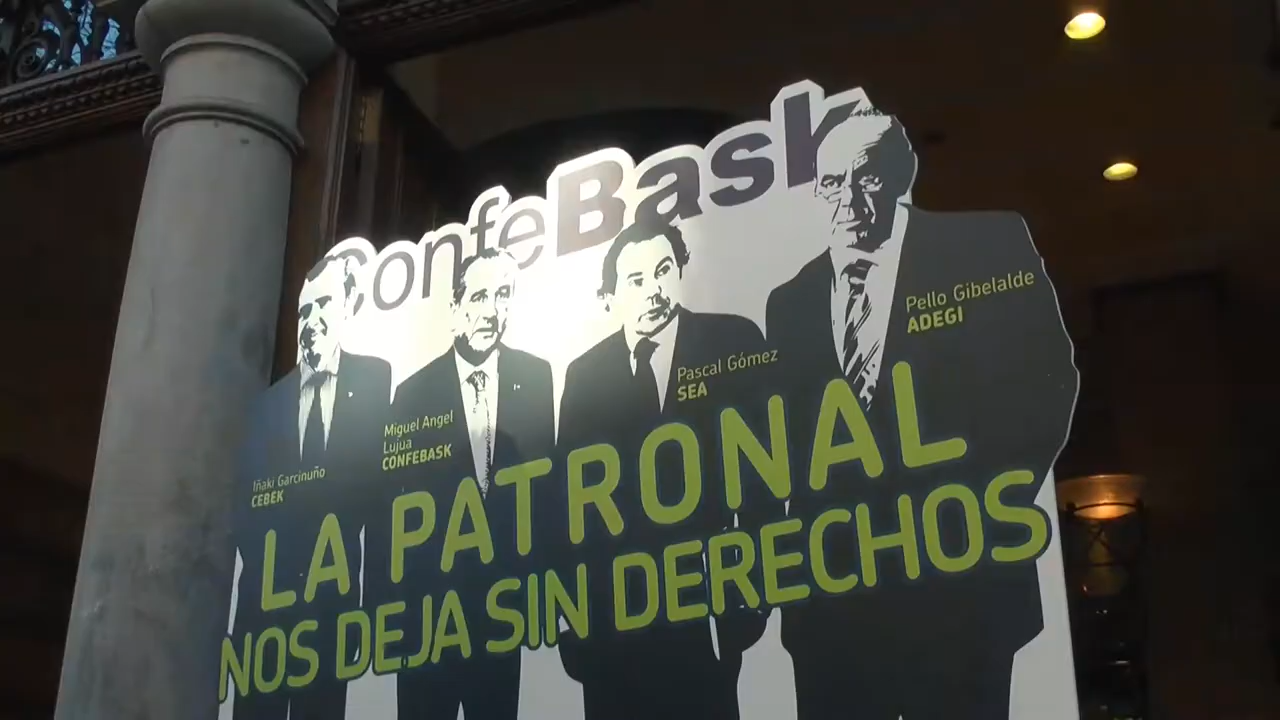 ConfeBask
Pello Gibelalde
ADEGI
Pascal Gómez
SEA
Miguel Angel
Lujua
CONFEBASK
Iñaki Garcinuño
CEBEK
LA PATRONAL
NOS DEJA SIN DERECHOS